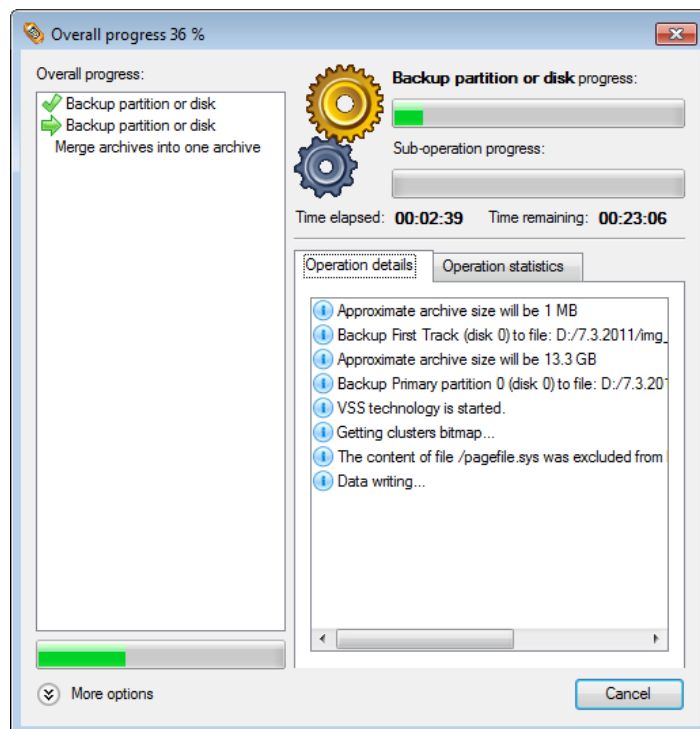 Overall progress 36 %
Overall progress:
Backup partition or disk
Backup partition or disk
Merge archives into one archive
Backup partition or disk progress:
Sub-operation progress:
Time elapsed: 00:02:39 Time remaining: 00:23:06
Operation details Operation statistics
Approximate archive size will be 1 MB
Backup First Track (disk 0) to file: D:/7.3.2011/img_
Approximate archive size will be 13.3 GB
Backup Primary partition 0 (disk 0) to file: D:/7.3.201
VSS technology is started.
Getting clusters bitmap...
The content of file /pagefile.sys was excluded from
Data writing...
More options
Cancel